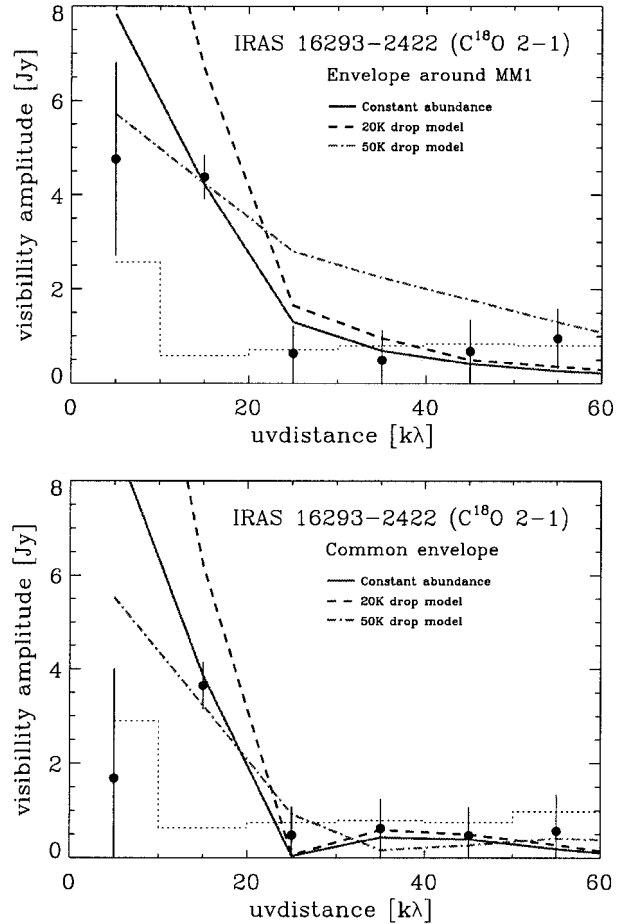 IRAS 16293−2422 (C¹⁸O 2−1)
Envelope around MM1
Constant abundance
20K drop model
50K drop model
visibillity amplitude [Jy]
8
6
4
2
0
0 20 40 60
uvdistance [kλ]
IRAS 16293−2422 (C¹⁸O 2−1)
Common envelope
Constant abundance
20K drop model
50K drop model
visibillity amplitude [Jy]
8
6
4
2
0
0 20 40 60
uvdistance [kλ]